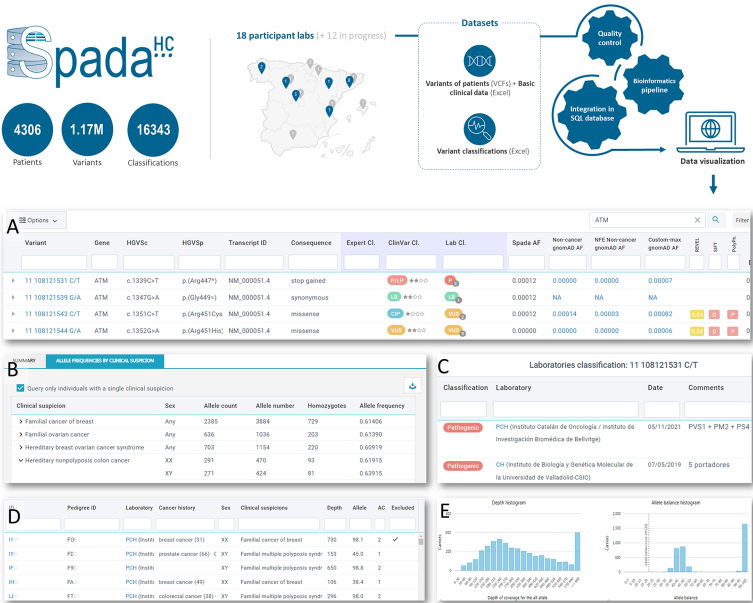 Spada HC
18 participant labs (+ 12 in progress)
Datasets
Variants of patients (VCFs) + Basic
clinical data (Excel)
Variant classifications (Excel)
Quality
control
Bioinformatics
pipeline
Integration in
SQL database
Data visualization
4306
1.17M
16343
Patients
Variants
Classifications
A
Options
ATM
Filter
Variant Gene HGVSc HGVSp Transcript ID Consequence Expert Cl. ClinVar Cl. Lab Cl. Spada AF Non-cancer gnomAD AF NFE Non-cancer gnomAD AF Custom-max gnomAD AF REVEL SIFT PolyPh.
11 108121531 C/T ATM c.1339C>T p.(Arg447*) NM_000051.4 stop gained P/LP P 0.00012 0.00000 0.00000 0.00007
11 108121539 G/A ATM c.1347G>A p.(Gly449=) NM_000051.4 synonymous LB LB 0.00012 NA NA NA
11 108121543 C/T ATM c.1351C>T p.(Arg451Cys NM_000051.4 missense CIP VUS 0.00012 0.00014 0.00003 0.00082 D P
11 108121544 G/A ATM c.1352G>A p.(Arg451His) NM_000051.4 missense VUS VUS 0.00000 0.00000 0.00000 0.00006 D P
B
SUMMARY ALLELE FREQUENCIES BY CLINICAL SUSPICION
Query only individuals with a single clinical suspicion
Clinical suspicion Sex Allele count Allele number Homozygotes Allele frequency
Familial cancer of breast Any 2385 3884 729 0.61406
Familial ovarian cancer Any 636 1036 203 0.61390
Hereditary breast ovarian cancer syndrome Any 703 1154 220 0.60919
Hereditary nonpolyposis colon cancer XX 291 470 93 0.61915
XY 271 424 81 0.63915
C
Laboratories classification: 11 108121531 C/T
Classification Laboratory Date Comments
Pathogenic PCH (Instituto Catalán de Oncología / Instituto de 05/11/2021 PVS1 + PM2 + PS4
Investigación Biomédica de Bellvitge)
Pathogenic CH (Instituto de Biología y Genética Molecular de 07/05/2019 5 portadores
la Universidad de Valladolid-CSIC)
D
Pedigree ID Laboratory Cancer history Sex Clinical suspicions Depth Allele AC Excluded
PCH (Instit breast cancer (31) XX Familial cancer of breast 730 98.1 2
PCH (Instit prostate cancer (66) XY Familial multiple polyposis syndr 153 45.0 1
PCH (Instit XY Familial multiple polyposis syndr 650 98.8 2
PCH (Instit breast cancer (49) XX Familial cancer of breast 106 38.4 1
PCH (Instit colorectal cancer (38) XY Familial multiple polyposis syndr 296 98.0 2
E
Depth histogram
Carriers
Depth of coverage for the alt allele
Allele balance histogram
Carriers
Allele balance